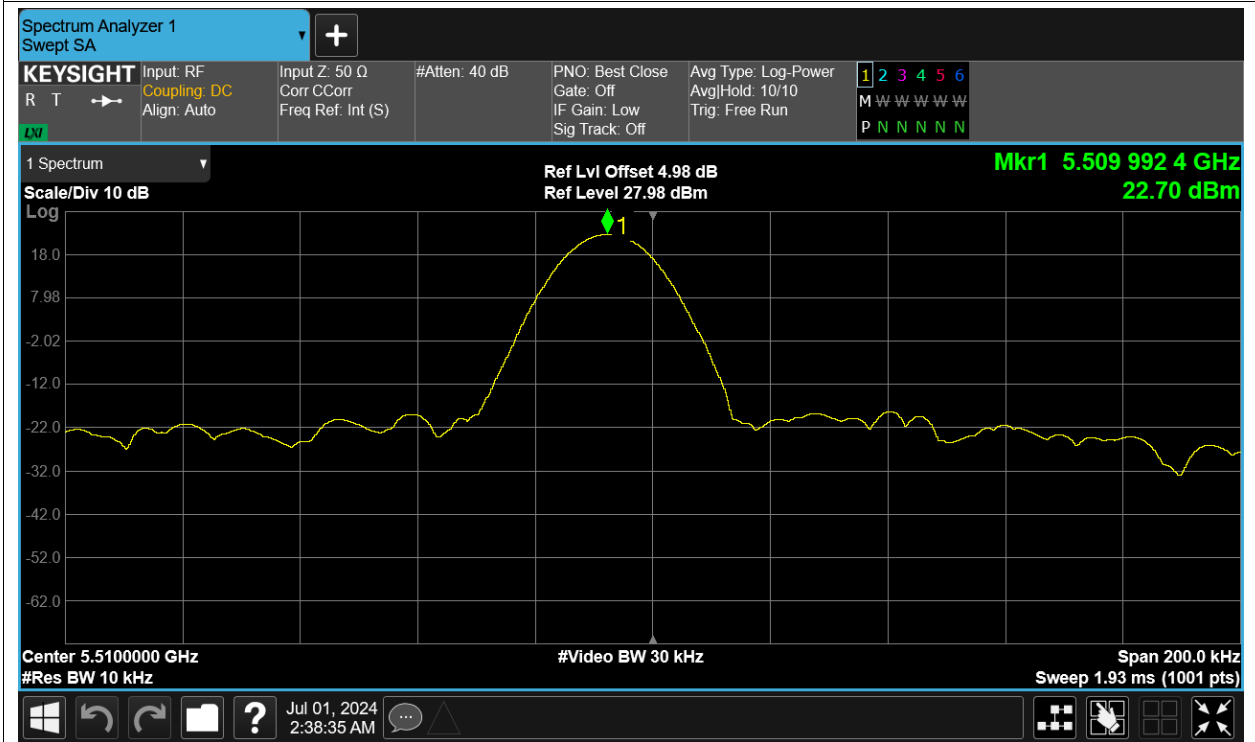 Spectrum Analyzer 1
Swept SA
+
KEYSIGHT
R T
LXI
Input: RF
Coupling: DC
Align: Auto
Input Z: 50 Ω
Corr CCorr
Freq Ref: Int (S)
#Atten: 40 dB
PNO: Best Close
Gate: Off
IF Gain: Low
Sig Track: Off
Avg Type: Log-Power
Avg|Hold: 10/10
Trig: Free Run
1 2 3 4 5 6
M W W W W W
P N N N N N
1 Spectrum
Scale/Div 10 dB
Ref Lvl Offset 4.98 dB
Ref Level 27.98 dBm
Mkr1 5.509 992 4 GHz
22.70 dBm
Log
1
18.0
7.98
-2.02
-12.0
-22.0
-32.0
-42.0
-52.0
-62.0
Center 5.5100000 GHz
#Res BW 10 kHz
#Video BW 30 kHz
Span 200.0 kHz
Sweep 1.93 ms (1001 pts)
?
Jul 01, 2024
2:38:35 AM